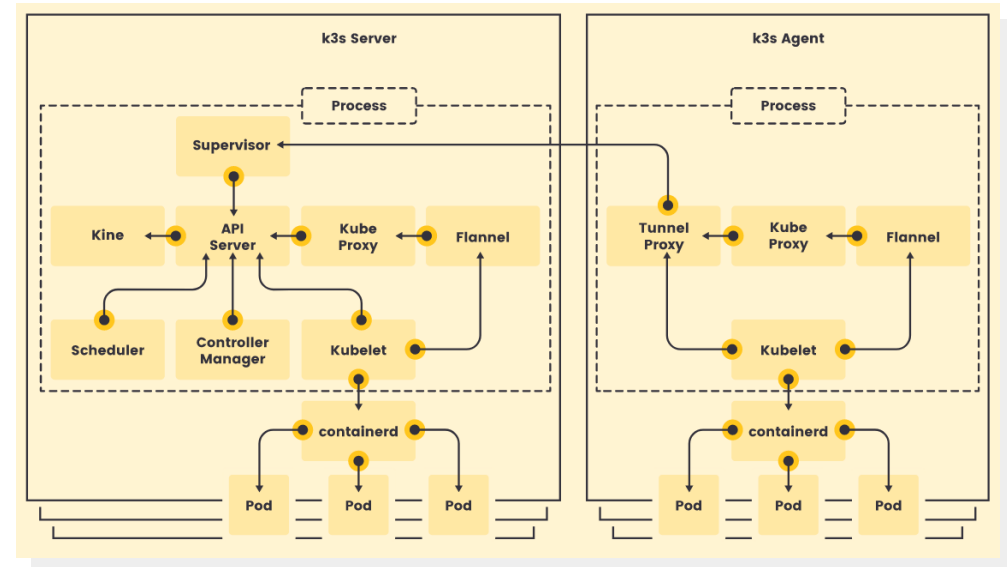 k3s Server
k3s Agent
Process
Process
Supervisor
Kine
API
Server
Kube
Proxy
Flannel
Tunnel
Proxy
Kube
Proxy
Flannel
Scheduler
Controller
Manager
Kubelet
Kubelet
containerd
containerd
Pod
Pod
Pod
Pod
Pod
Pod